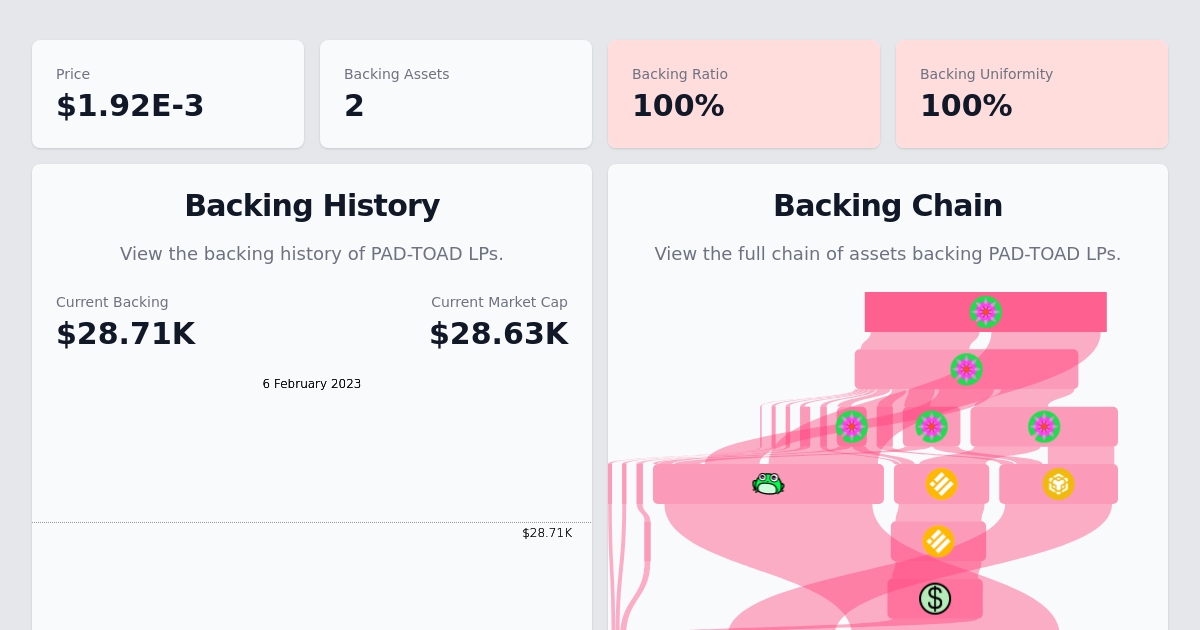 Price
$1.92E-3
Backing Assets
2
Backing Ratio
100%
Backing Uniformity
100%
Backing History
View the backing history of PAD-TOAD LPs.
Current Backing
$28.71K
Current Market Cap
$28.63K
6 February 2023
$28.71K
Backing Chain
View the full chain of assets backing PAD-TOAD LPs.
$